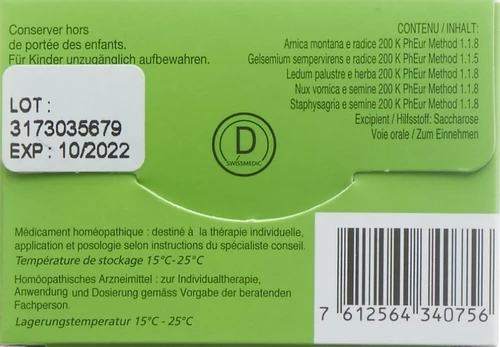 Conserver hors
de portée des enfants.
Für Kinder unzugänglich aufbewahren.
LOT :
3173035679
EXP : 10/2022
CONTENU / INHALT:
Arnica montana e radice 200 K PhEur Method 1.1.8
Gelsemium sempervirens e radice 200 K PhEur Method 1.1.5
Ledum palustre e herba 200 K PhEur Method 1.1.8
Nux vomica e semine 200 K PhEur Method 1.1.8
Staphysagria e semine 200 K PhEur Method 1.1.8
Excipient / Hilfsstoff: Saccharose
Voie orale / Zum Einnehmen
D
SWISSMEDIC
Médicament homéopathique : destiné à la thérapie individuelle,
application et posologie selon instructions du spécialiste conseil.
Température de stockage 15°C-25°C
Homöopathisches Arzneimittel : zur Individualtherapie,
Anwendung und Dosierung gemäss Vorgabe der beratenden
Fachperson.
Lagerungstemperatur 15°C - 25°C
7 612564 340756